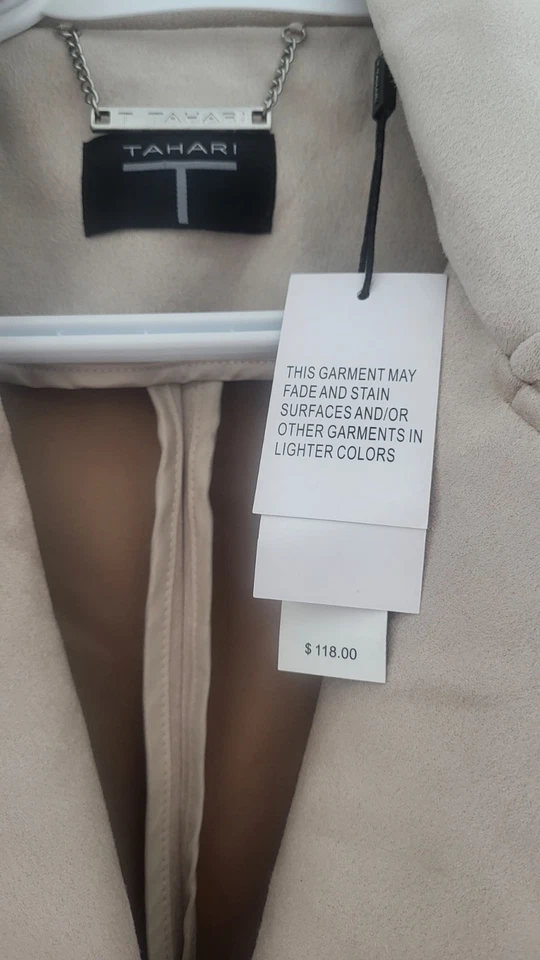 T TAHARI
TAHARI
T
THIS GARMENT MAY
FADE AND STAIN
SURFACES AND/OR
OTHER GARMENTS IN
LIGHTER COLORS
$118.00